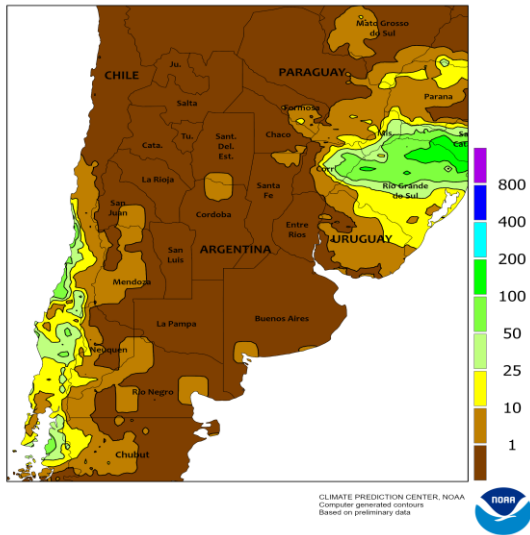 Mato Grosso
do Sul
CHILE
Ju.
PARAGUAY
Parana
Salta
Formosa
Tu.
Sant.
Del.
Est.
Chaco
Mis.
Cata.
Corri
La Rioja
Santa
Fe
Rio Grande
do Sul
San
Juan
Cordoba
Entre
Rios
URUGUAY
San
Luis
ARGENTINA
Mendoza
La Pampa
Buenos Aires
Neuquen
Rio Negro
Chubut
800
400
200
100
50
25
10
1
CLIMATE PREDICTION CENTER, NOAA
Computer generated contours
Based on preliminary data
NOAA